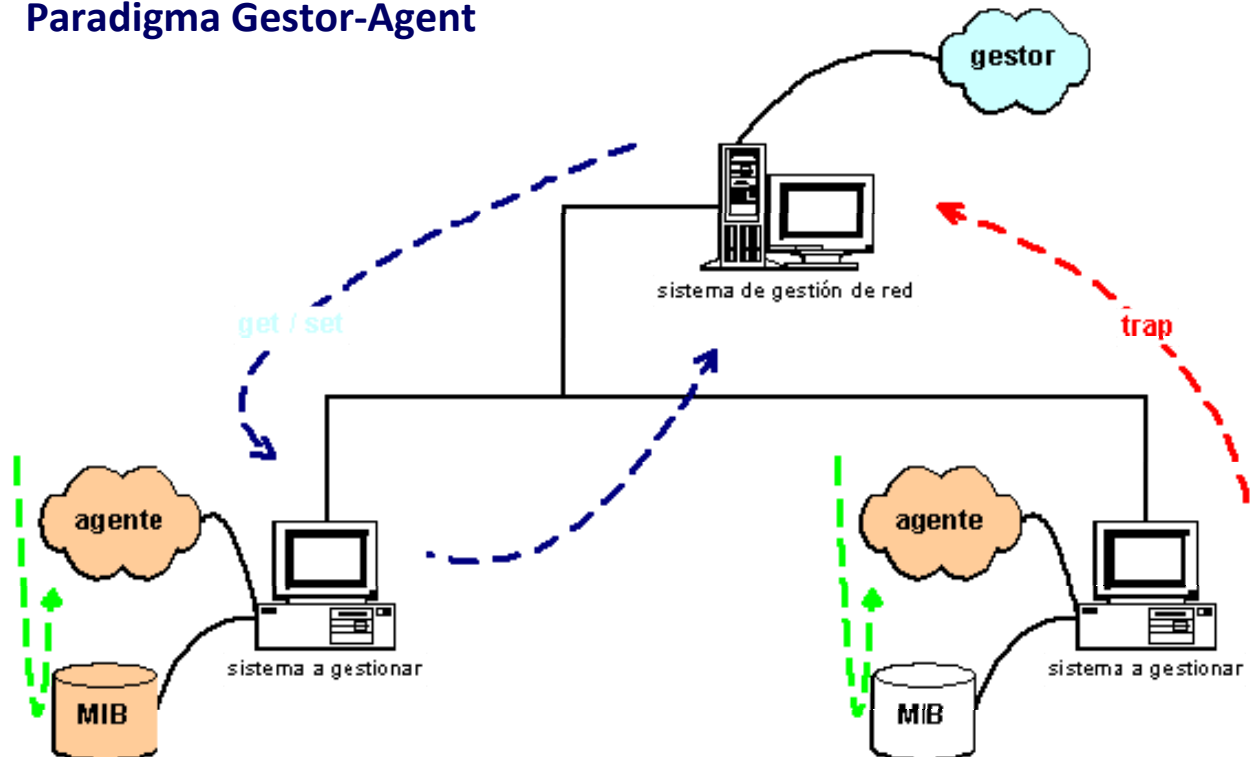 Paradigma Gestor-Agent
gestor
sistema de gestión de red
get / set
trap
agente
agente
sistema a gestionar
sistema a gestionar
MIB
MIB